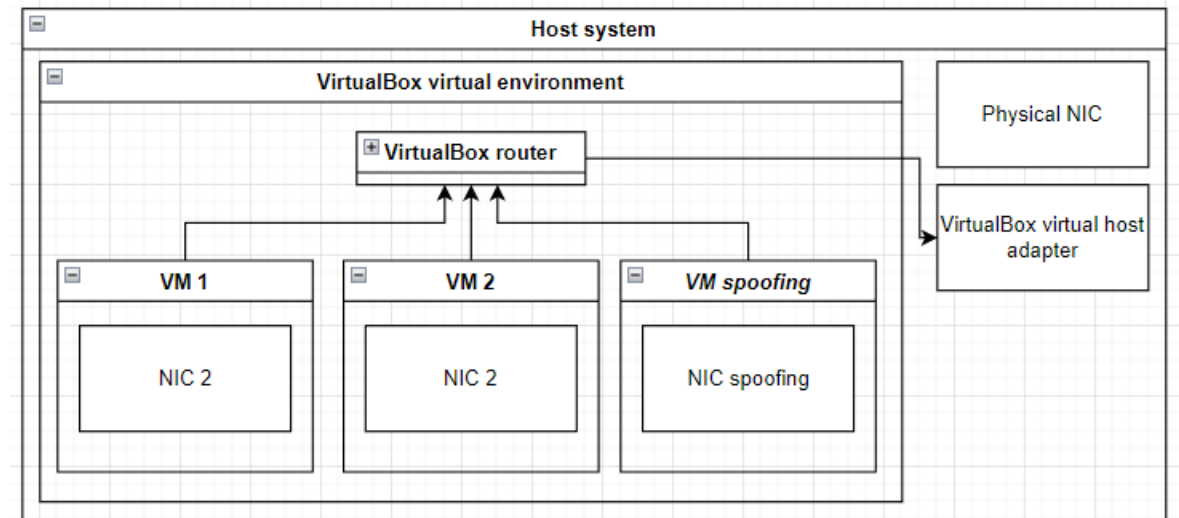 Host system
VirtualBox virtual environment
Physical NIC
VirtualBox router
VirtualBox virtual host
adapter
VM 1
VM 2
VM spoofing
NIC 2
NIC 2
NIC spoofing